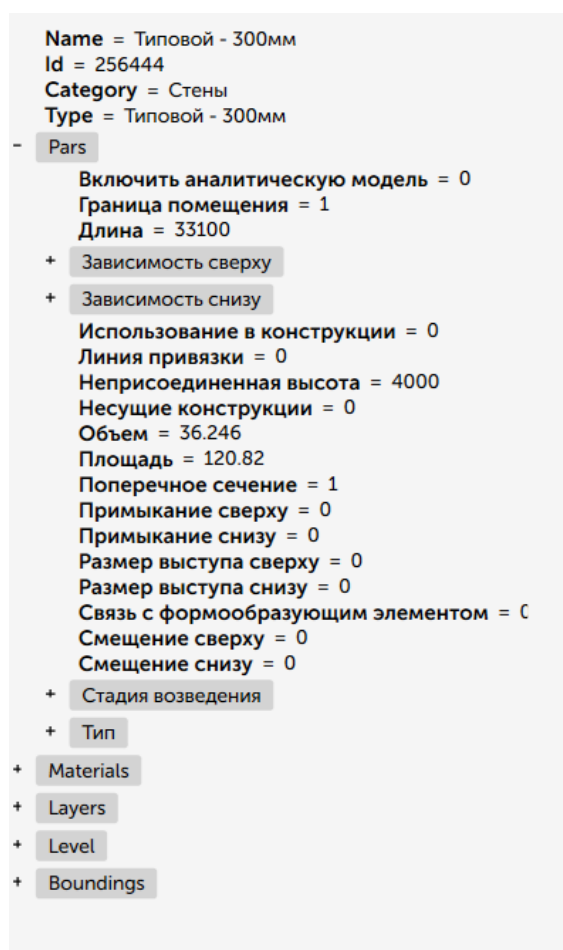 Name = Типовой - 300мм
Id = 256444
Category = Стены
Type = Типовой - 300мм
- Pars
Включить аналитическую модель = 0
Граница помещения = 1
Длина = 33100
+ Зависимость сверху
+ Зависимость снизу
Использование в конструкции = 0
Линия привязки = 0
Неприсоединенная высота = 4000
Несущие конструкции = 0
Объем = 36.246
Площадь = 120.82
Поперечное сечение = 1
Примыкание сверху = 0
Примыкание снизу = 0
Размер выступа сверху = 0
Размер выступа снизу = 0
Связь с формообразующим элементом = 0
Смещение сверху = 0
Смещение снизу = 0
+ Стадия возведения
+ Тип
+ Materials
+ Layers
+ Level
+ Boundings